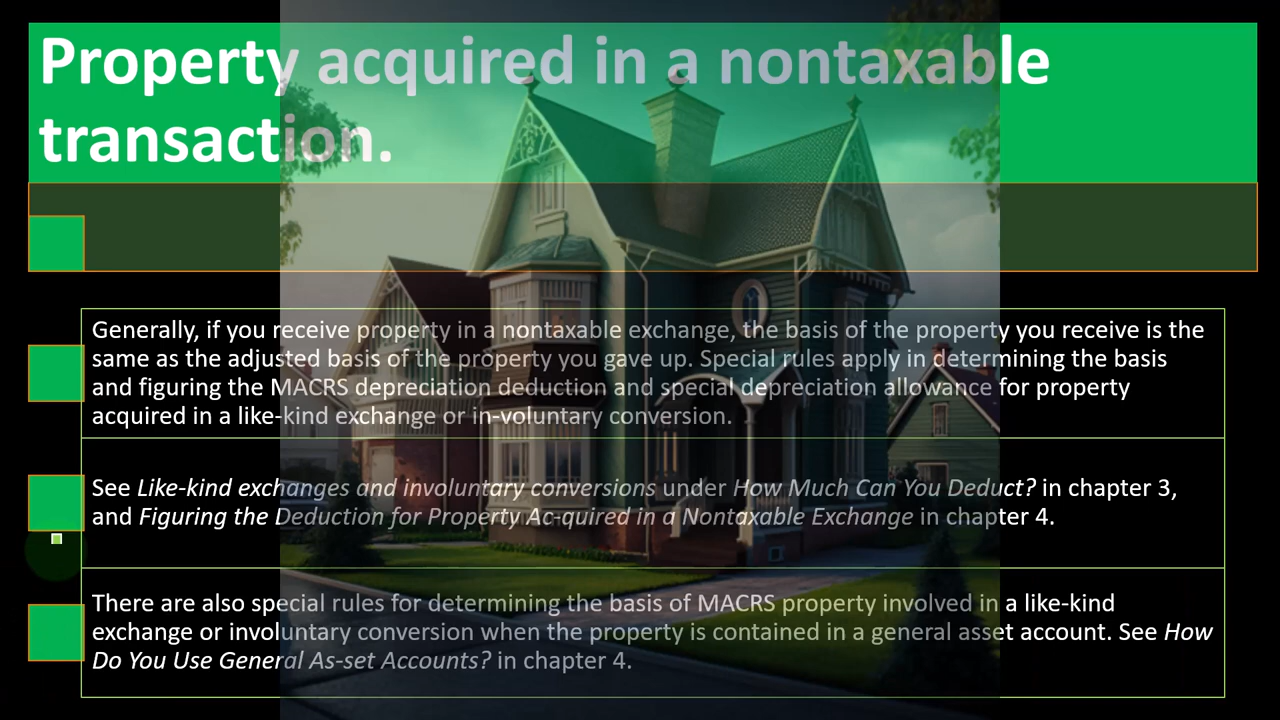 Property acquired in a nontaxable
transaction.
Generally, if you receive property in a nontaxable exchange, the basis of the property you receive is the
same as the adjusted basis of the property you gave up. Special rules apply in determining the basis
and figuring the MACRS depreciation deduction and special depreciation allowance for property
acquired in a like-kind exchange or in-voluntary conversion.
See Like-kind exchanges and involuntary conversions under How Much Can You Deduct? in chapter 3,
and Figuring the Deduction for Property Ac-quired in a Nontaxable Exchange in chapter 4.
There are also special rules for determining the basis of MACRS property involved in a like-kind
exchange or involuntary conversion when the property is contained in a general asset account. See How
Do You Use General As-set Accounts? in chapter 4.